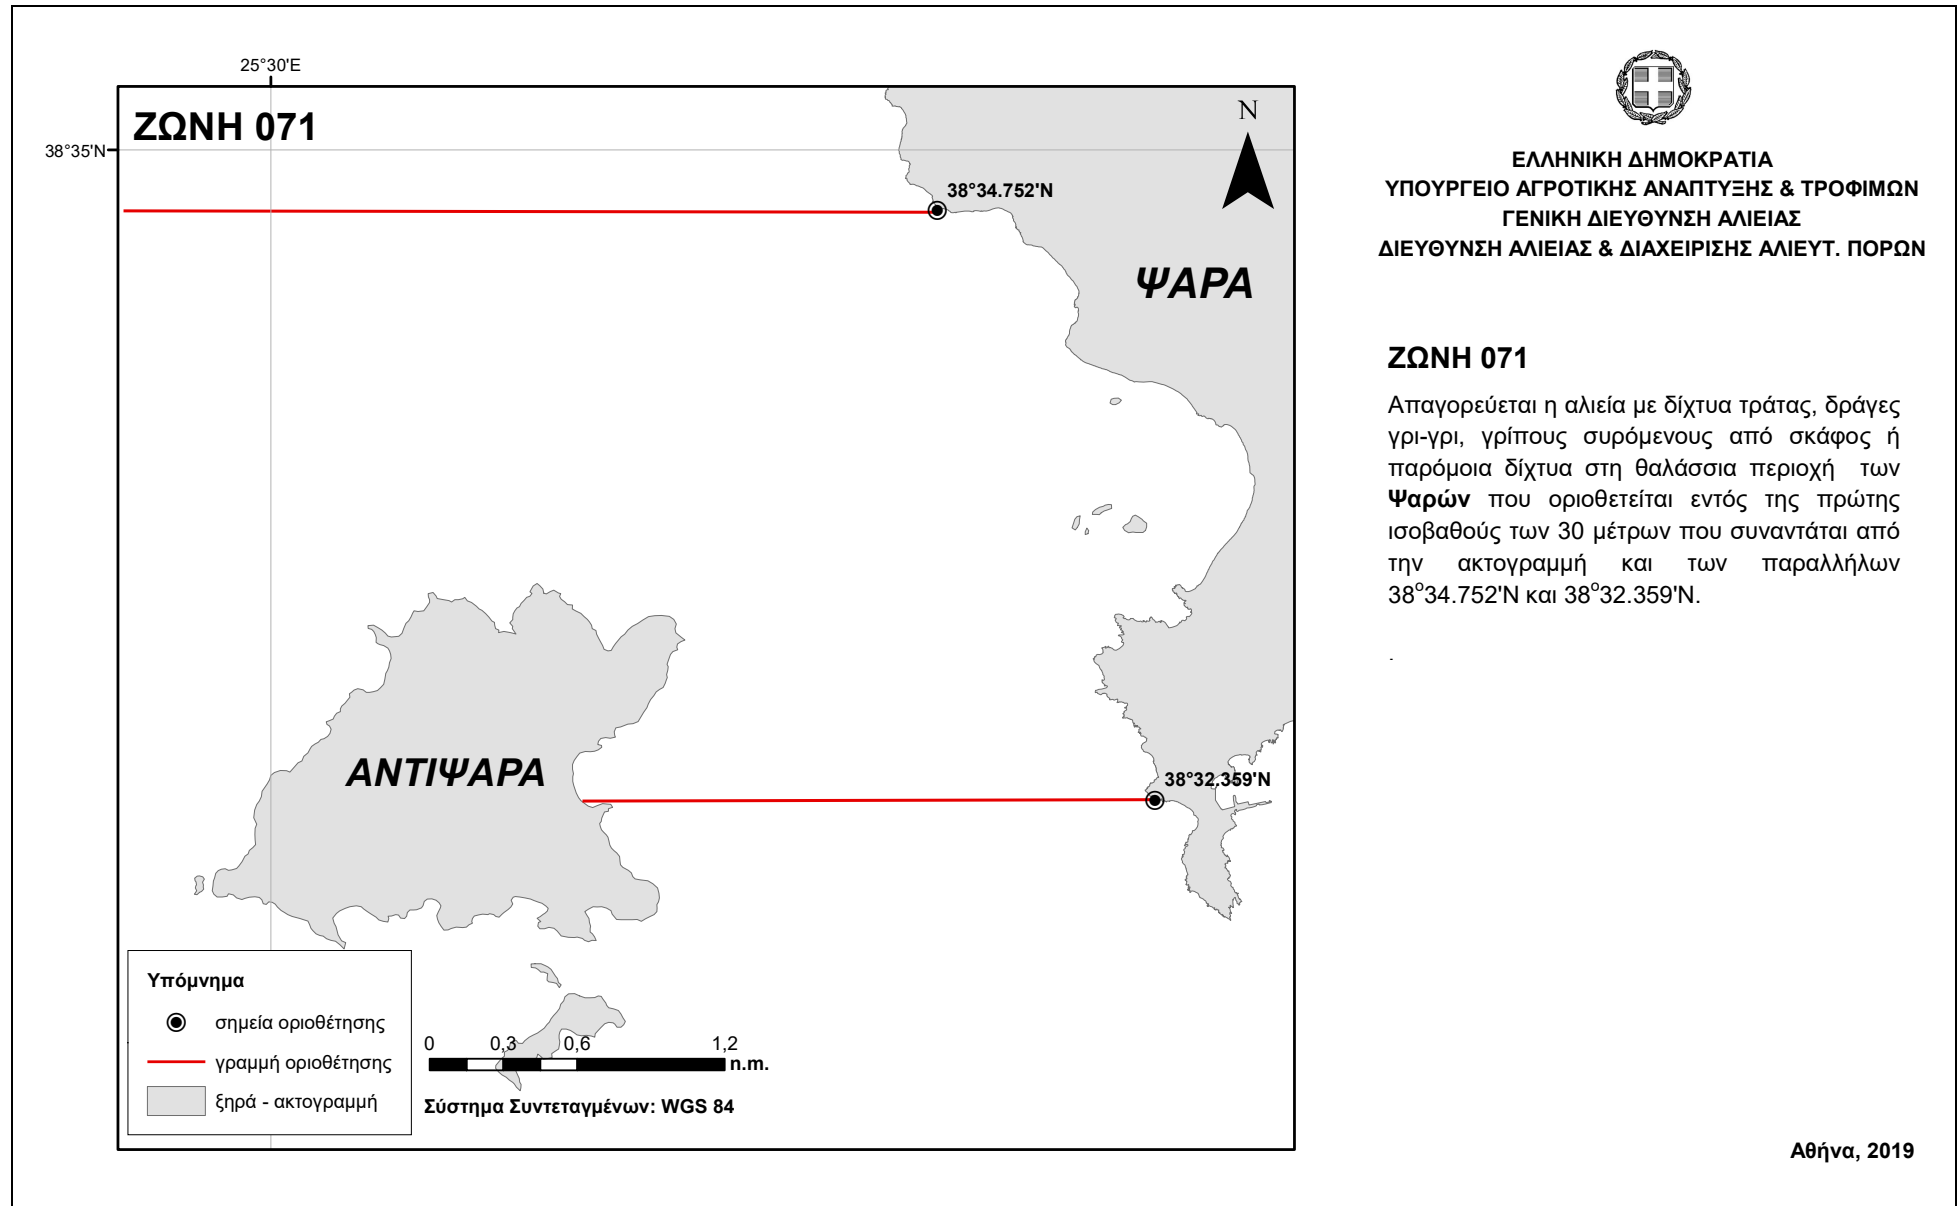 25°30'E
38°35'N
ΖΩΝΗ 071
N
38°34.752'N
ΨΑΡΑ
ΑΝΤΙΨΑΡΑ
38°32.359'N
Υπόμνημα
σημεία οριοθέτησης
γραμμή οριοθέτησης
ξηρά - ακτογραμμή
0 0,3 0,6 1,2
n.m.
Σύστημα Συντεταγμένων: WGS 84
ΕΛΛΗΝΙΚΗ ΔΗΜΟΚΡΑΤΙΑ
ΥΠΟΥΡΓΕΙΟ ΑΓΡΟΤΙΚΗΣ ΑΝΑΠΤΥΞΗΣ & ΤΡΟΦΙΜΩΝ
ΓΕΝΙΚΗ ΔΙΕΥΘΥΝΣΗ ΑΛΙΕΙΑΣ
ΔΙΕΥΘΥΝΣΗ ΑΛΙΕΙΑΣ & ΔΙΑΧΕΙΡΙΣΗΣ ΑΛΙΕΥΤ. ΠΟΡΩΝ
ΖΩΝΗ 071
Απαγορεύεται η αλιεία με δίχτυα τράτας, δράγες
γρι-γρι, γρίπους συρόμενους από σκάφος ή
παρόμοια δίχτυα στη θαλάσσια περιοχή των
Ψαρών που οριοθετείται εντός της πρώτης
ισοβαθούς των 30 μέτρων που συναντάται από
την ακτογραμμή και των παραλλήλων
38°34.752'N και 38°32.359'N.
.
Αθήνα, 2019